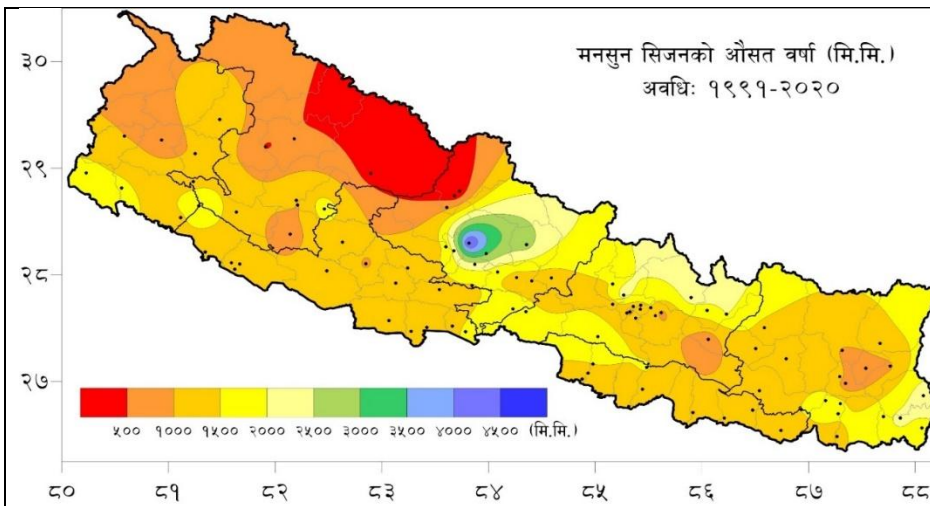 मनसुन सिजनको औसत वर्षा (मि.मि.)
अवधिः १९९१-२०२०
३०
२९
२८
२७
५०० १००० १५०० २००० २५०० ३००० ३५०० ४००० ४५०० (मि.मि.)
८० ८१ ८२ ८३ ८४ ८५ ८६ ८७ ८८